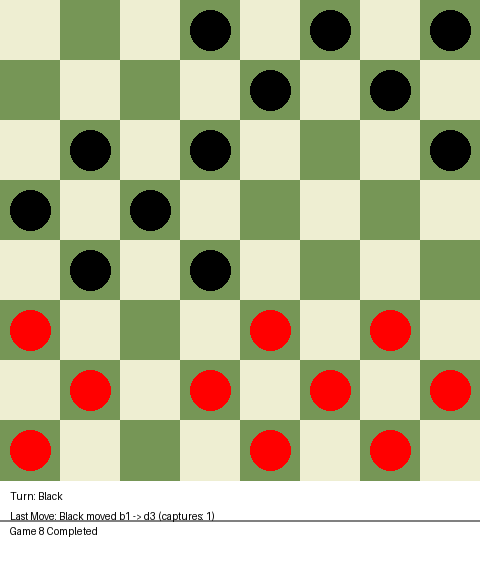 Turn: Black
Last Move: Black moved b1 -> d3 (captures: 1)
Game 8 Completed